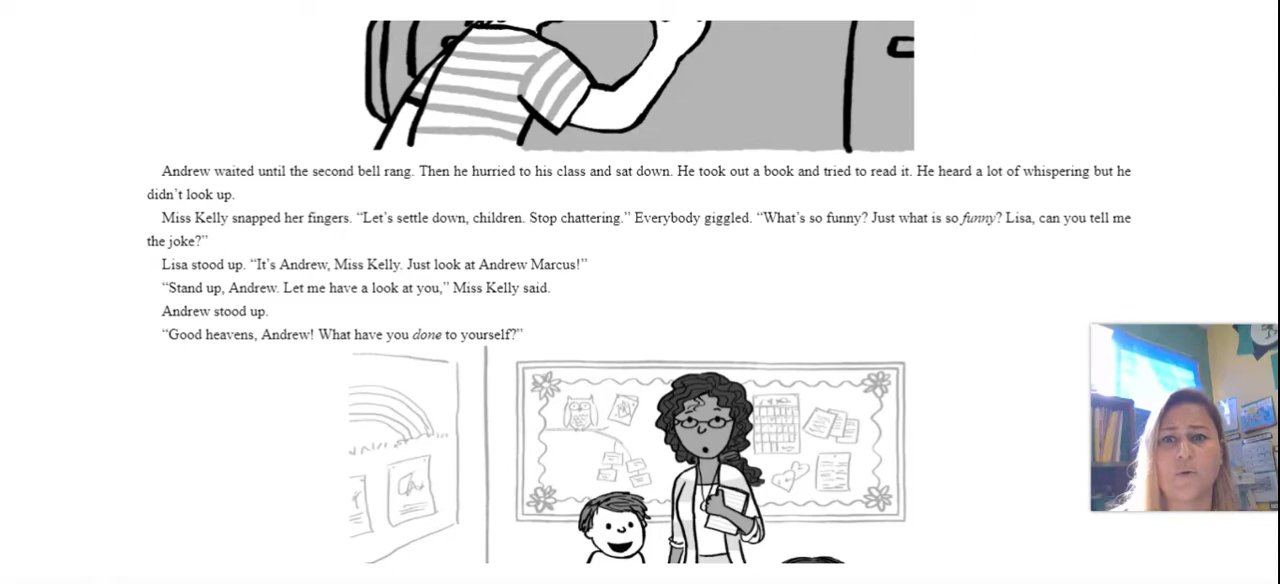 Andrew waited until the second bell rang. Then he hurried to his class and sat down. He took out a book and tried to read it. He heard a lot of whispering but he
didn’t look up.
Miss Kelly snapped her fingers. “Let’s settle down, children. Stop chattering.” Everybody giggled. “What’s so funny? Just what is so funny? Lisa, can you tell me
the joke?”
Lisa stood up. “It’s Andrew, Miss Kelly. Just look at Andrew Marcus!”
“Stand up, Andrew. Let me have a look at you,” Miss Kelly said.
Andrew stood up.
“Good heavens, Andrew! What have you done to yourself?”